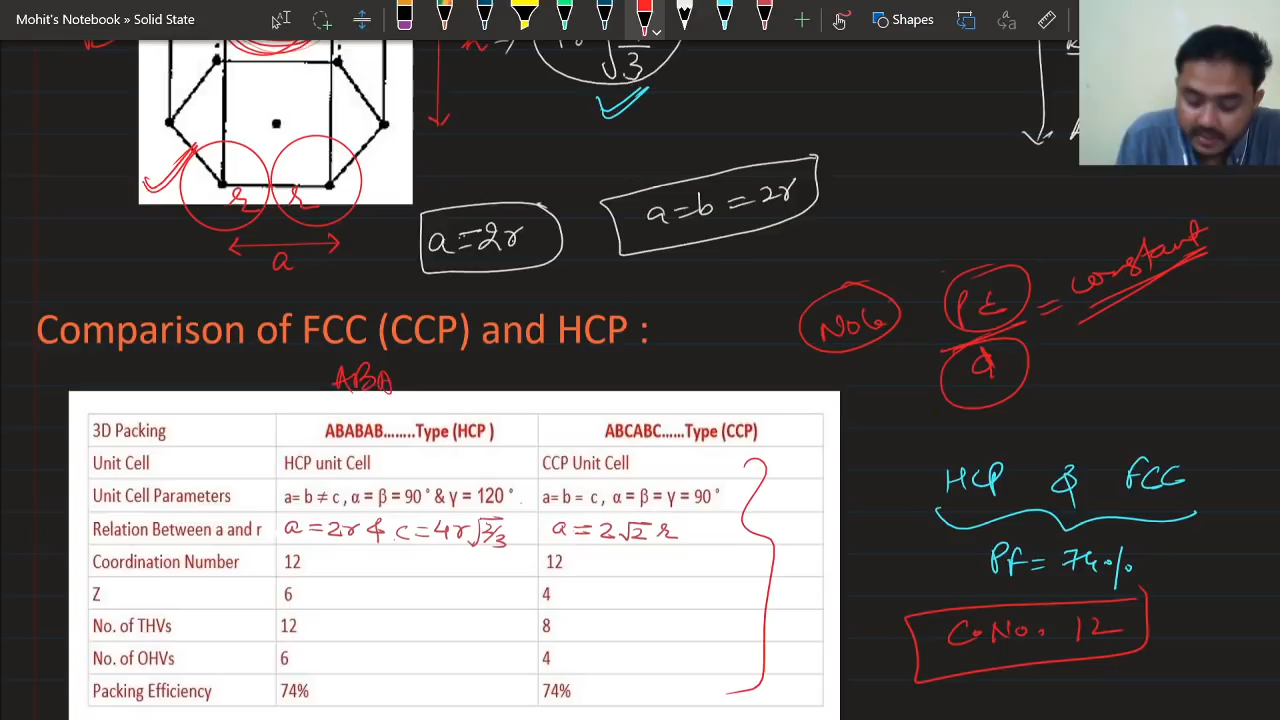 Mohit's Notebook » Solid State
Shapes
√3
a=2r
a=b=2r
r r
a
Note
= constant
d
Comparison of FCC (CCP) and HCP :
ABA
3D Packing ABABAB........Type (HCP ) ABCABC......Type (CCP)
Unit Cell HCP unit Cell CCP Unit Cell
Unit Cell Parameters a= b ≠ c , α = β = 90 ° & γ = 120 ° a= b = c , α = β = γ = 90 °
Relation Between a and r a = 2r & c = 4r√2/3 a = 2√2 r
Coordination Number 12 12
Z 6 4
No. of THVs 12 8
No. of OHVs 6 4
Packing Efficiency 74% 74%
HCP & FCC
Pf = 74%
C.No. 12